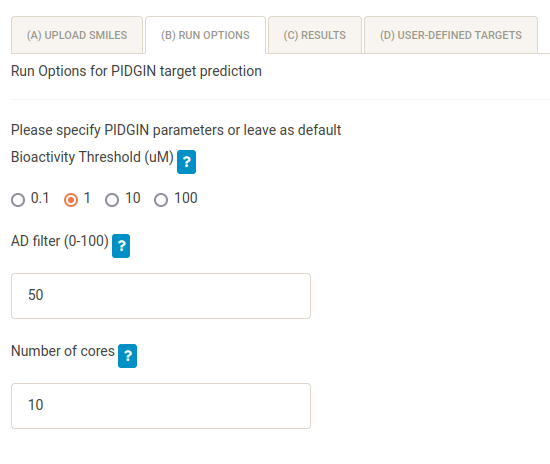 (A) UPLOAD SMILES (B) RUN OPTIONS (C) RESULTS (D) USER-DEFINED TARGETS
Run Options for PIDGIN target prediction
Please specify PIDGIN parameters or leave as default
Bioactivity Threshold (uM) ?
0.1 1 10 100
AD filter (0-100) ?
50
Number of cores ?
10